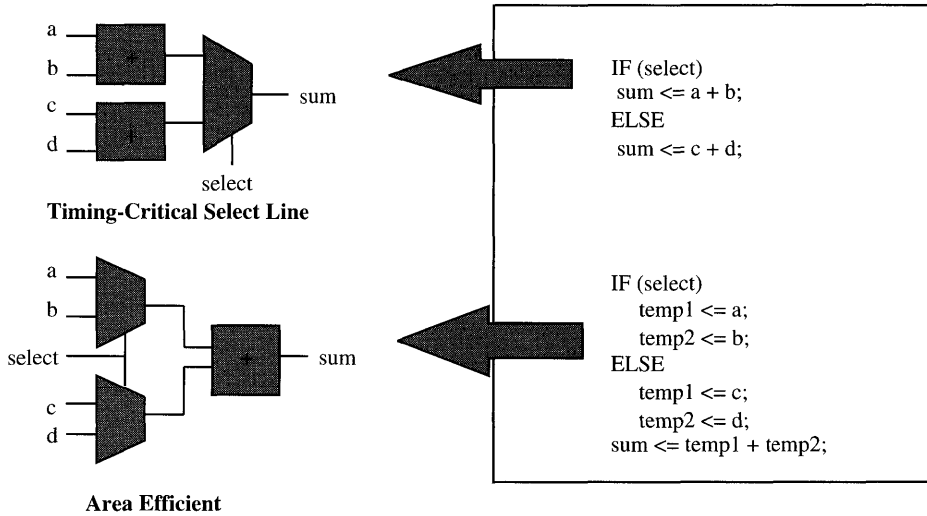 a
b
c
d
+
+
sum
select
Timing-Critical Select Line
IF (select)
sum <= a + b;
ELSE
sum <= c + d;
a
b
select
c
d
+
sum
Area Efficient
IF (select)
temp1 <= a;
temp2 <= b;
ELSE
temp1 <= c;
temp2 <= d;
sum <= temp1 + temp2;